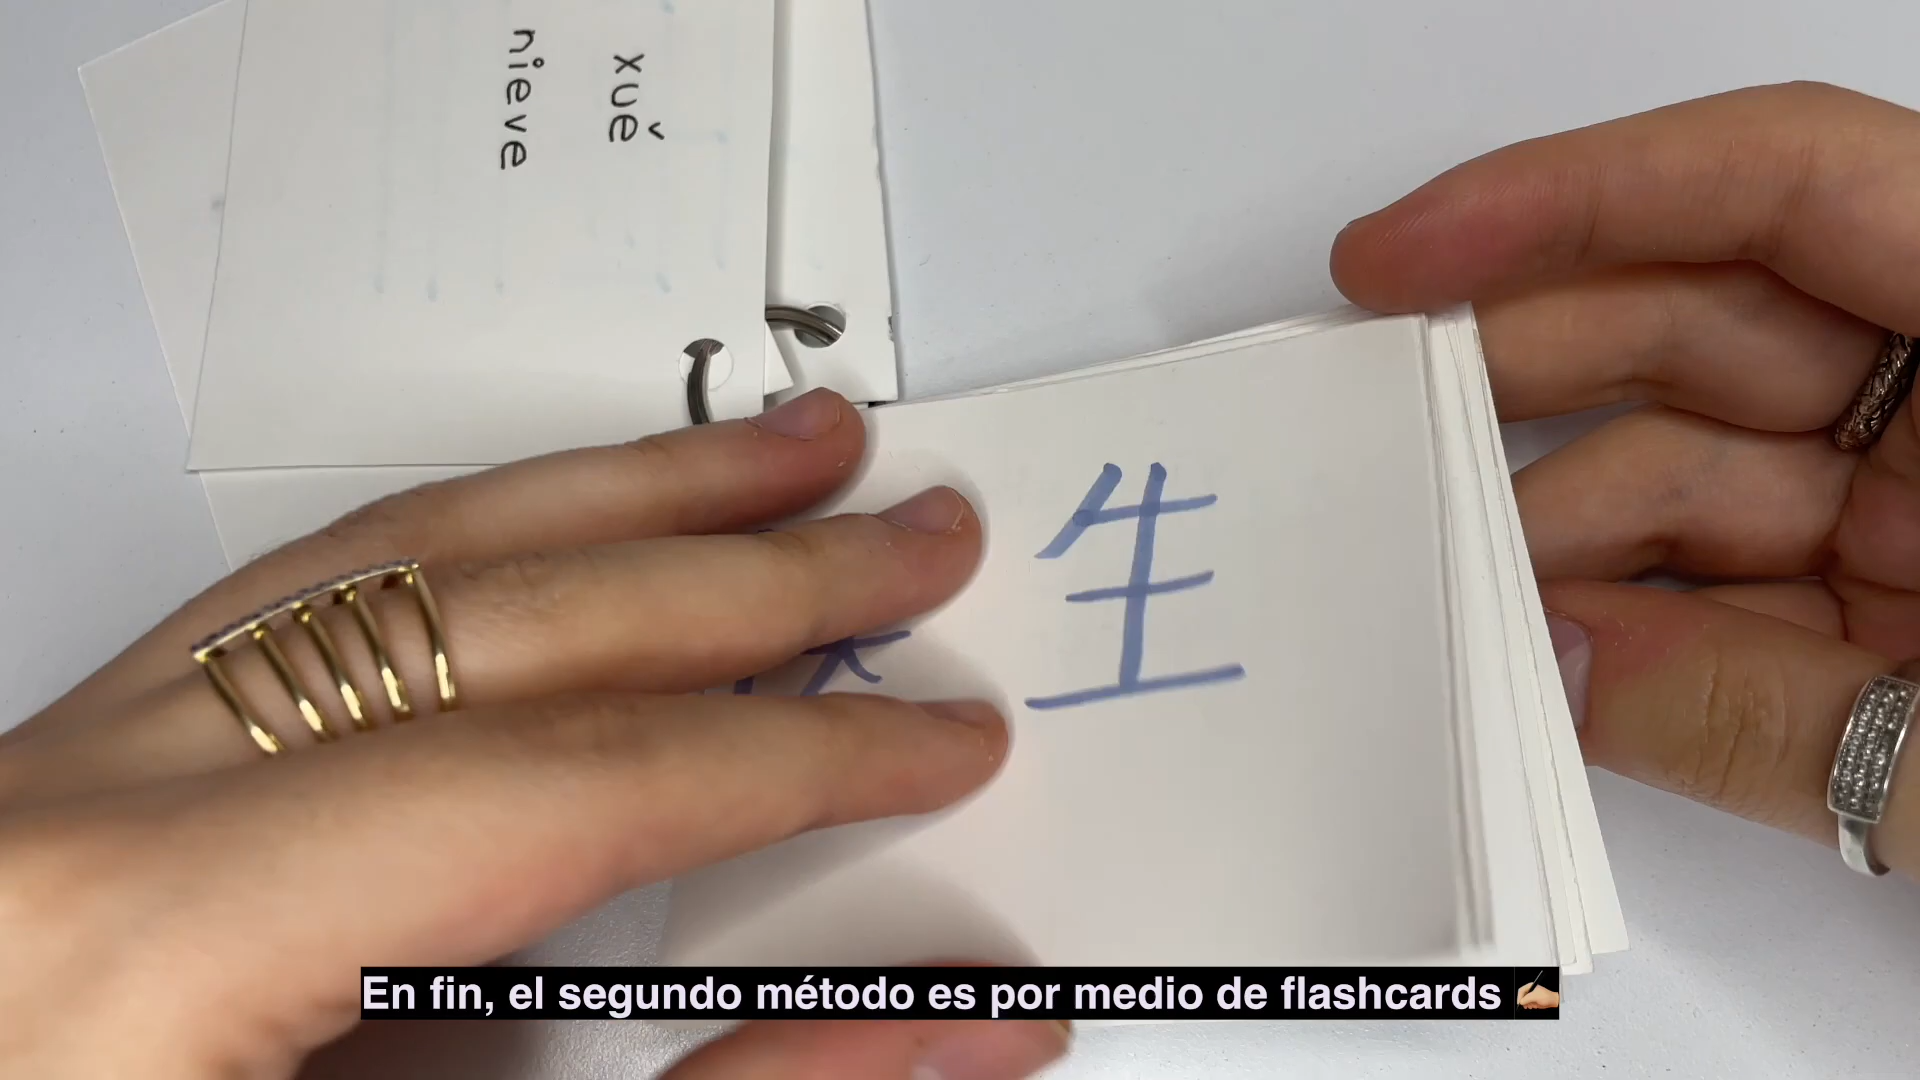 xuě
nieve
生
En fin, el segundo método es por medio de flashcards ✍🏼